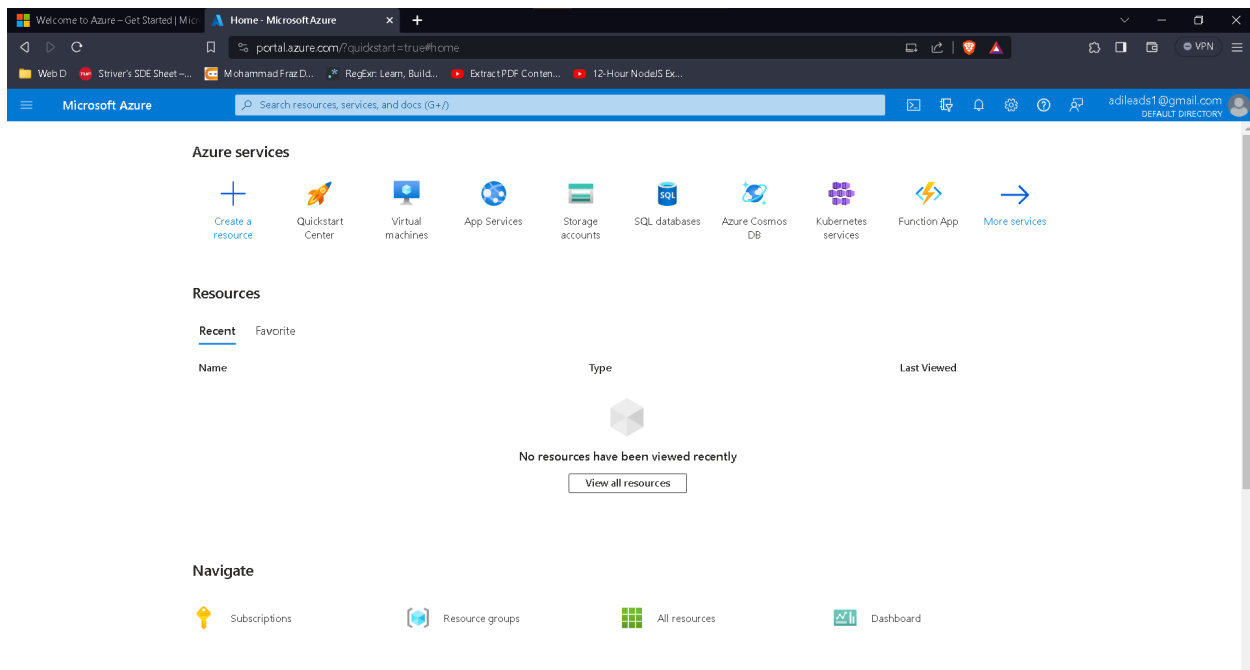 Welcome to Azure – Get Started | Micr
Home - Microsoft Azure
portal.azure.com/?quickstart=true#home
VPN
Web D
Striver's SDE Sheet –...
Mohammad Fraz D...
RegExr: Learn, Build...
Extract PDF Conten...
12-Hour NodeJS Ex...
Microsoft Azure
Search resources, services, and docs (G+/)
adileads1@gmail.com
DEFAULT DIRECTORY
Azure services
Create a resource
Quickstart Center
Virtual machines
App Services
Storage accounts
SQL
SQL databases
Azure Cosmos DB
Kubernetes services
Function App
More services
Resources
Recent
Favorite
Name
Type
Last Viewed
No resources have been viewed recently
View all resources
Navigate
Subscriptions
Resource groups
All resources
Dashboard